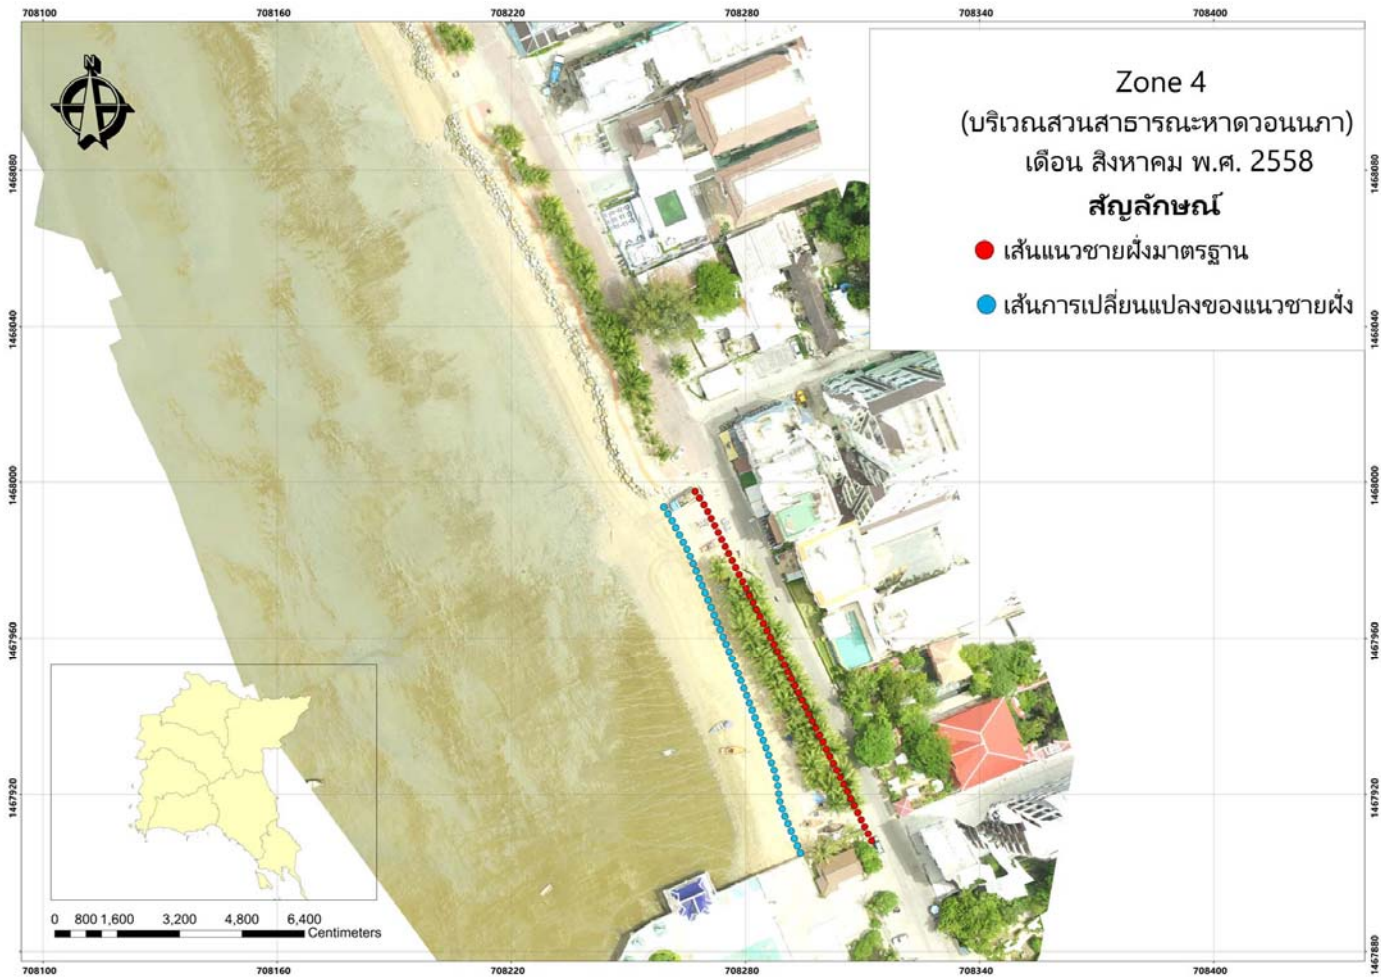 708100 708160 708220 708280 708340 708400
N
Zone 4
(บริเวณสวนสาธารณะหาดวอนนภา)
เดือน สิงหาคม พ.ศ. 2558
สัญลักษณ์
เส้นแนวชายฝั่งมาตรฐาน
เส้นการเปลี่ยนแปลงของแนวชายฝั่ง
1468080 1468080
1468040 1468040
1468000 1468000
1467960 1467960
1467920 1467920
1467880
0 800 1,600 3,200 4,800 6,400
Centimeters
708100 708160 708220 708280 708340 708400